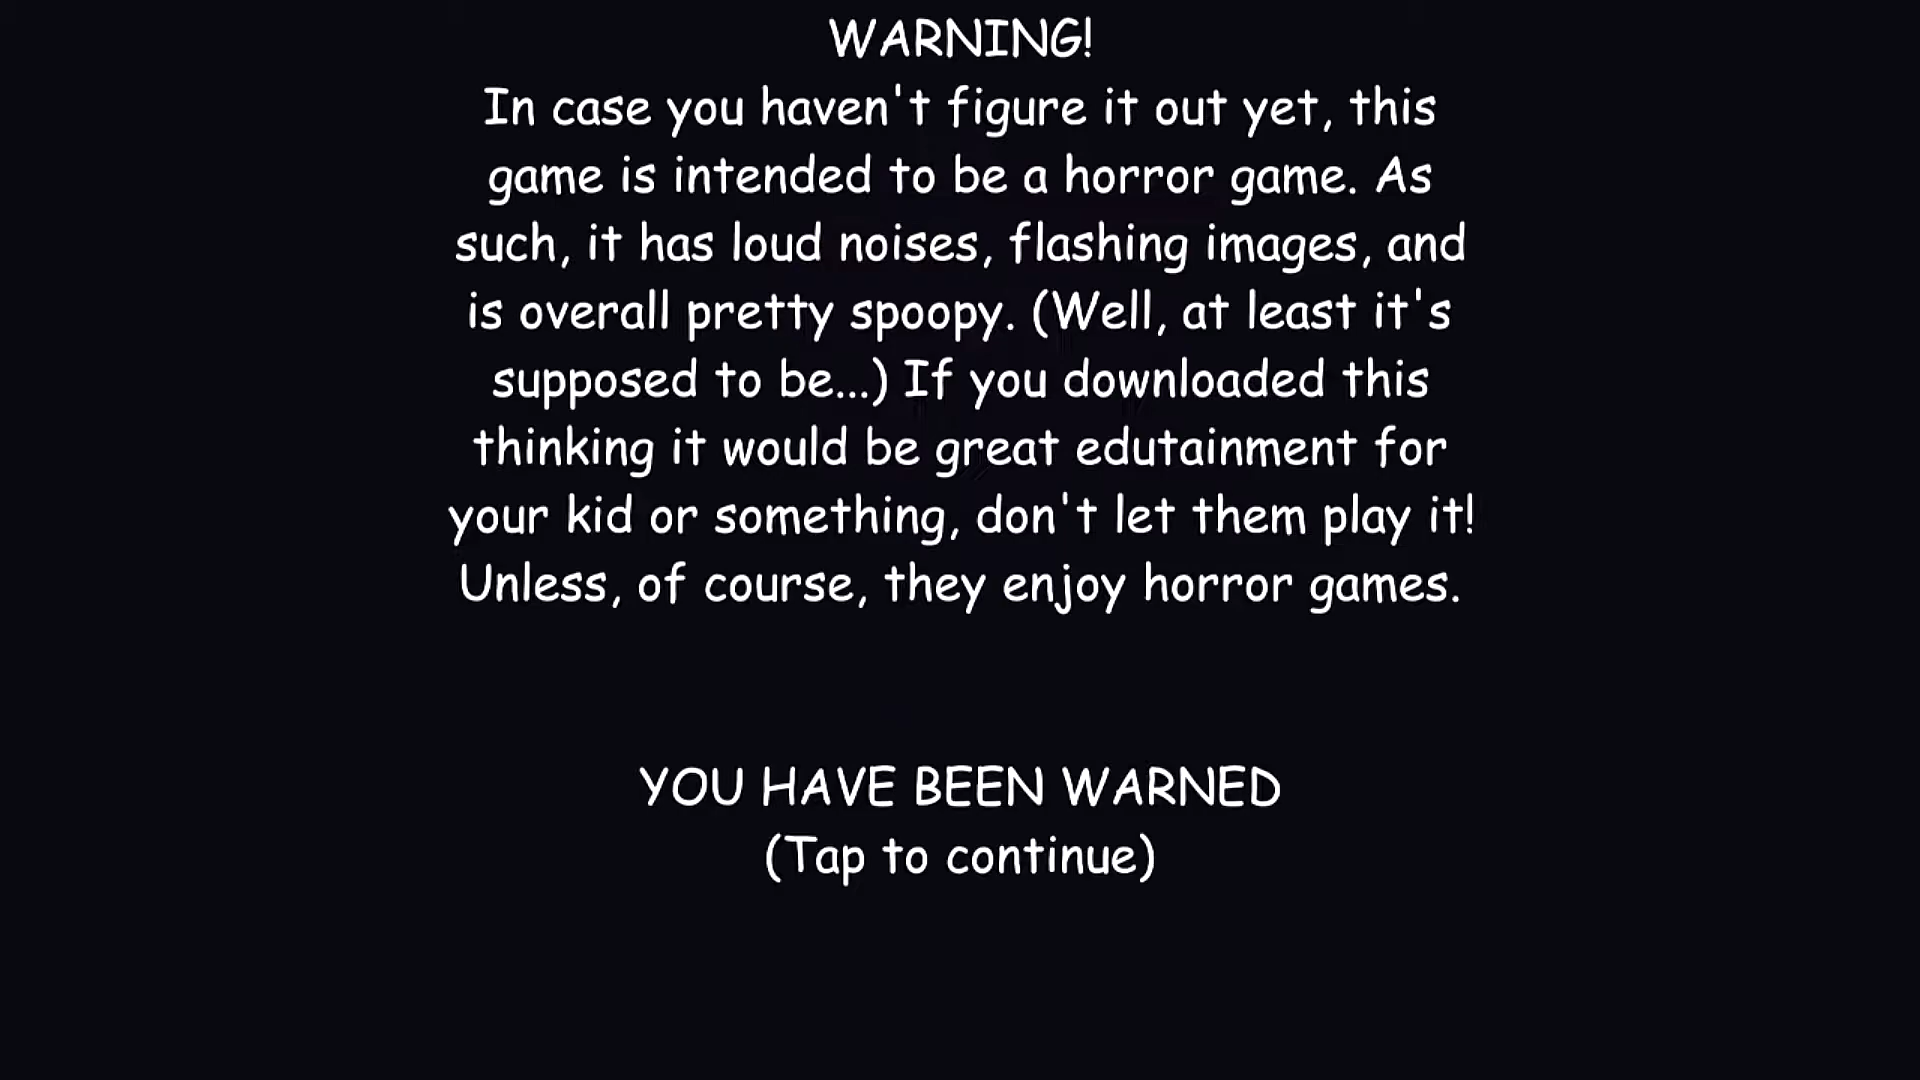 WARNING!
In case you haven't figure it out yet, this
game is intended to be a horror game. As
such, it has loud noises, flashing images, and
is overall pretty spoopy. (Well, at least it's
supposed to be...) If you downloaded this
thinking it would be great edutainment for
your kid or something, don't let them play it!
Unless, of course, they enjoy horror games.
YOU HAVE BEEN WARNED
(Tap to continue)